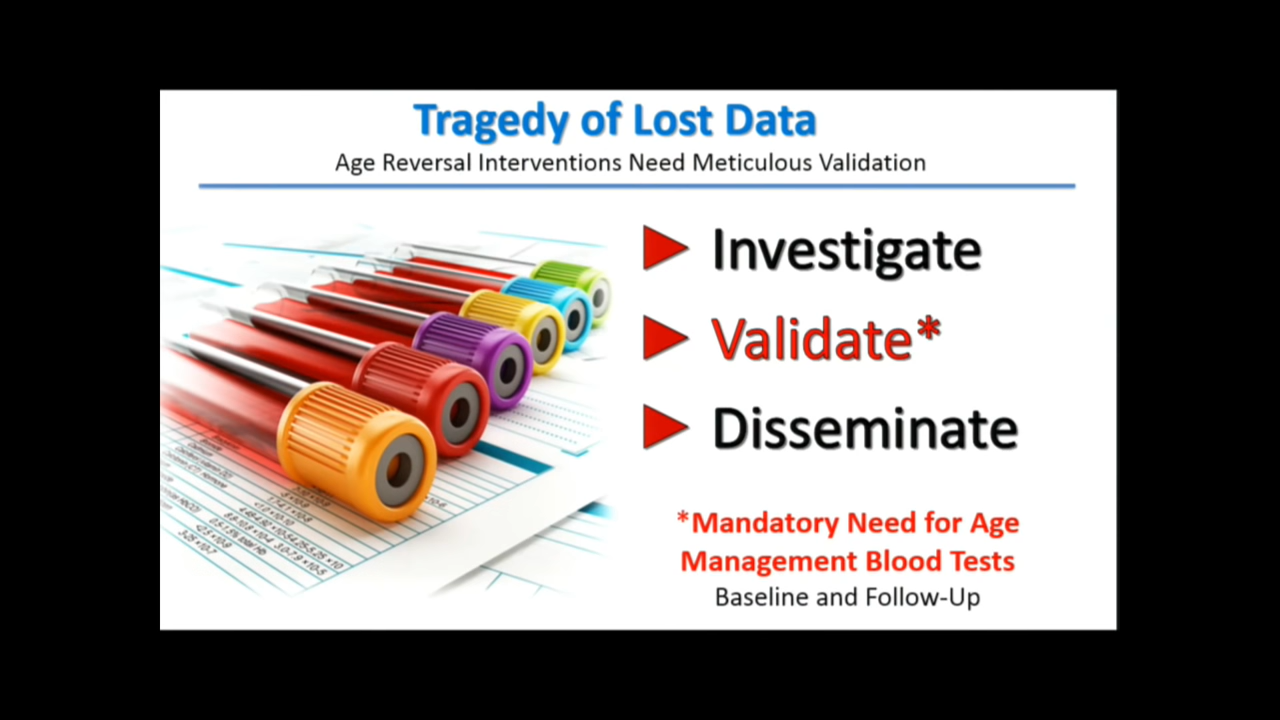 Tragedy of Lost Data
Age Reversal Interventions Need Meticulous Validation
Investigate
Validate*
Disseminate
*Mandatory Need for Age
Management Blood Tests
Baseline and Follow-Up